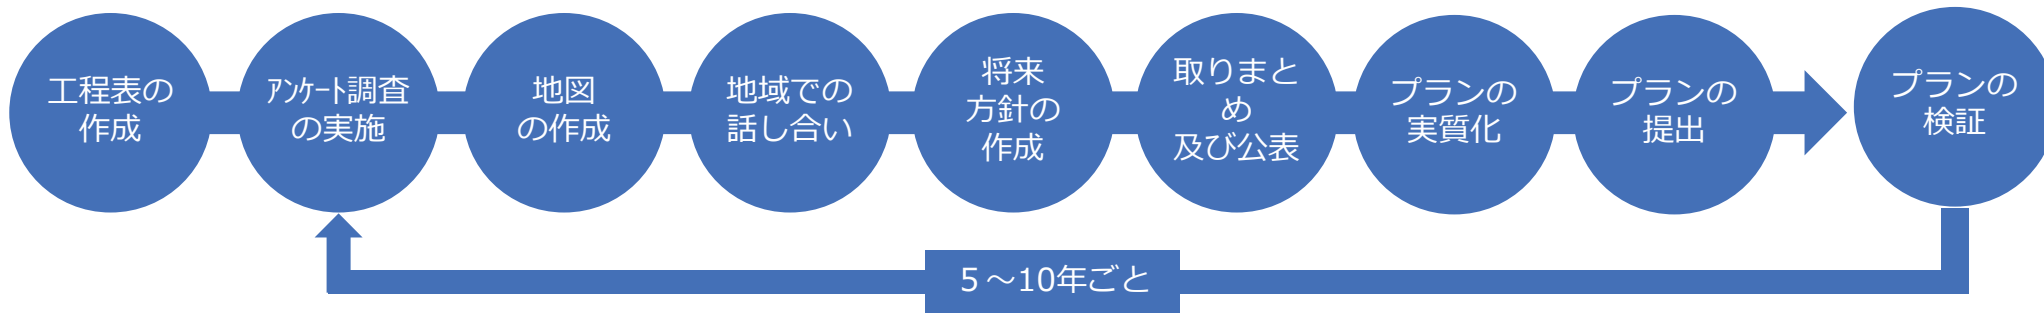 工程表の
作成
ｱﾝｹｰﾄ調査
の実施
地図
の作成
地域での
話し合い
将来
方針の
作成
取りまと
め
及び公表
プランの
実質化
プランの
提出
プランの
検証
５～10年ごと